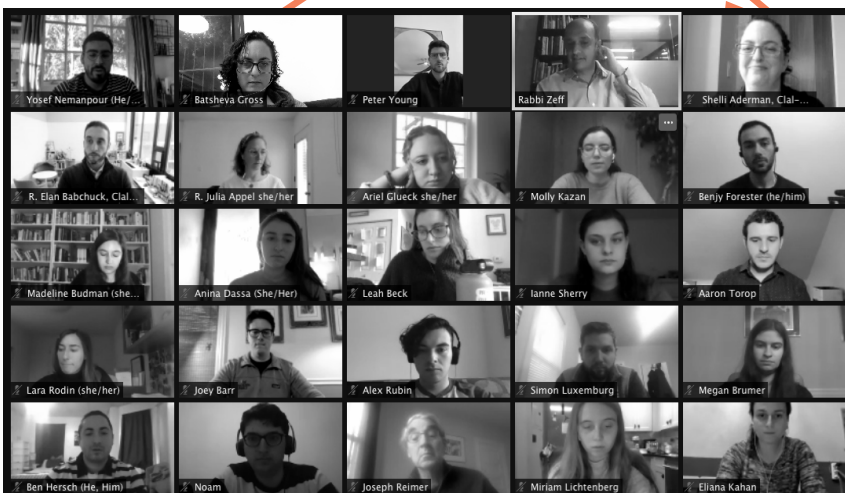 Yosef Nemanpour (He/...
Batsheva Gross
Peter Young
Rabbi Zeff
Shelli Aderman, Clal-...
R. Elan Babchuck, Clal...
R. Julia Appel she/her
Ariel Glueck she/her
Molly Kazan
Benjy Forester (he/him)
Madeline Budman (she...
Anina Dassa (She/Her)
Leah Beck
Ianne Sherry
Aaron Torop
Lara Rodin (she/her)
Joey Barr
Alex Rubin
Simon Luxemburg
Megan Brumer
Ben Hersch (He, Him)
Noam
Joseph Reimer
Miriam Lichtenberg
Eliana Kahan